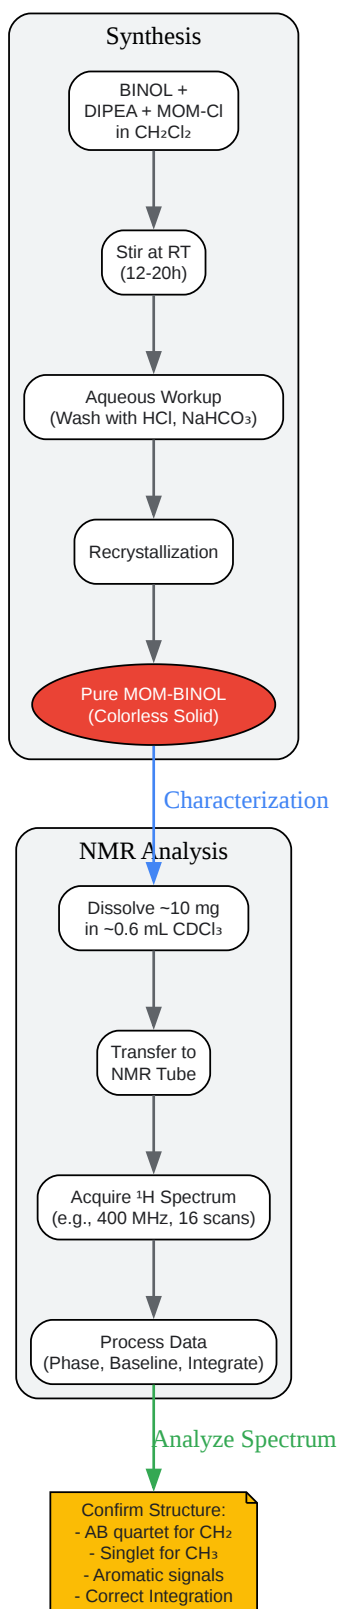 Synthesis
BINOL +
DIPEA + MOM-Cl
in CH₂Cl₂
Stir at RT
(12-20h)
Aqueous Workup
(Wash with HCl, NaHCO₃)
Recrystallization
Pure MOM-BINOL
(Colorless Solid)
Characterization
NMR Analysis
Dissolve ~10 mg
in ~0.6 mL CDCl₃
Transfer to
NMR Tube
Acquire ¹H Spectrum
(e.g., 400 MHz, 16 scans)
Process Data
(Phase, Baseline, Integrate)
Analyze Spectrum
Confirm Structure:
- AB quartet for CH₂
- Singlet for CH₃
- Aromatic signals
- Correct Integration